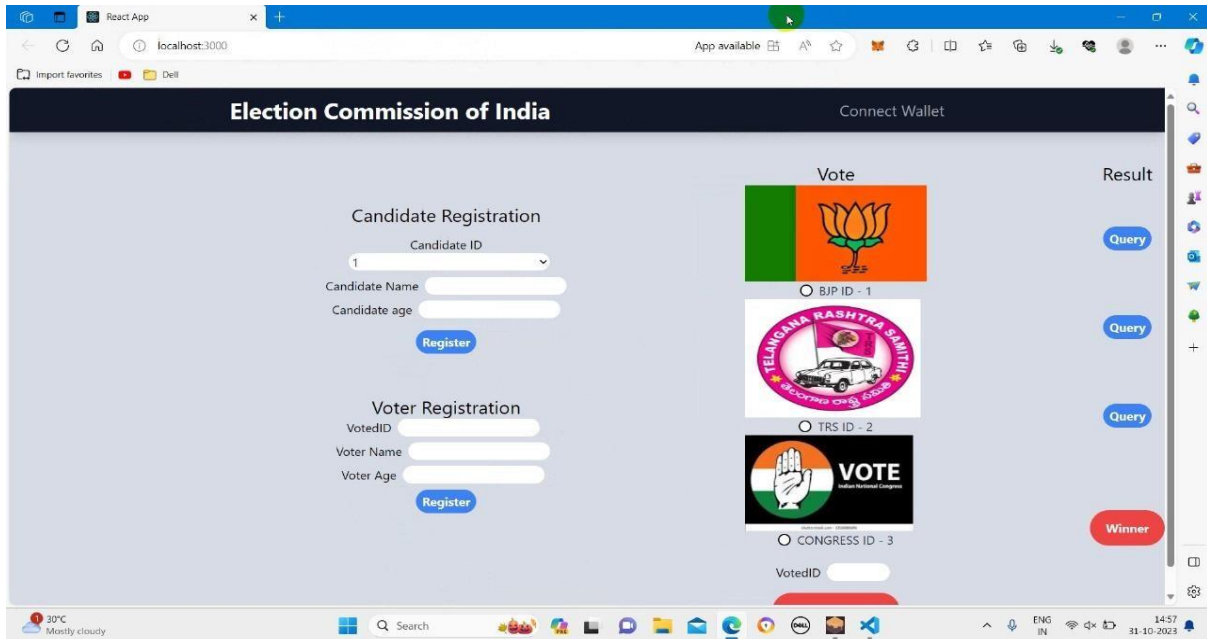 React App
localhost:3000
App available
Import favorites
Dell
Election Commission of India
Connect Wallet
Candidate Registration
Candidate ID
1
Candidate Name
Candidate age
Register
Voter Registration
VotedID
Voter Name
Voter Age
Register
Vote
BJP ID - 1
TELANGANA RASHTRA SAMITHI
TRS
TRS ID - 2
VOTE
Indian National Congress
CONGRESS ID - 3
VotedID
Result
Query
Query
Query
Winner
1
30°C
Mostly cloudy
Search
DELL
ENG
IN
14:57
31-10-2023